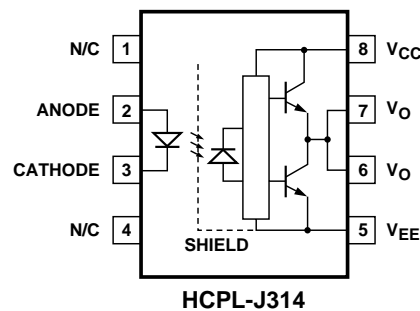 N/C 1
ANODE 2
CATHODE 3
N/C 4
8 VCC
7 VO
6 VO
5 VEE
SHIELD
HCPL-J314